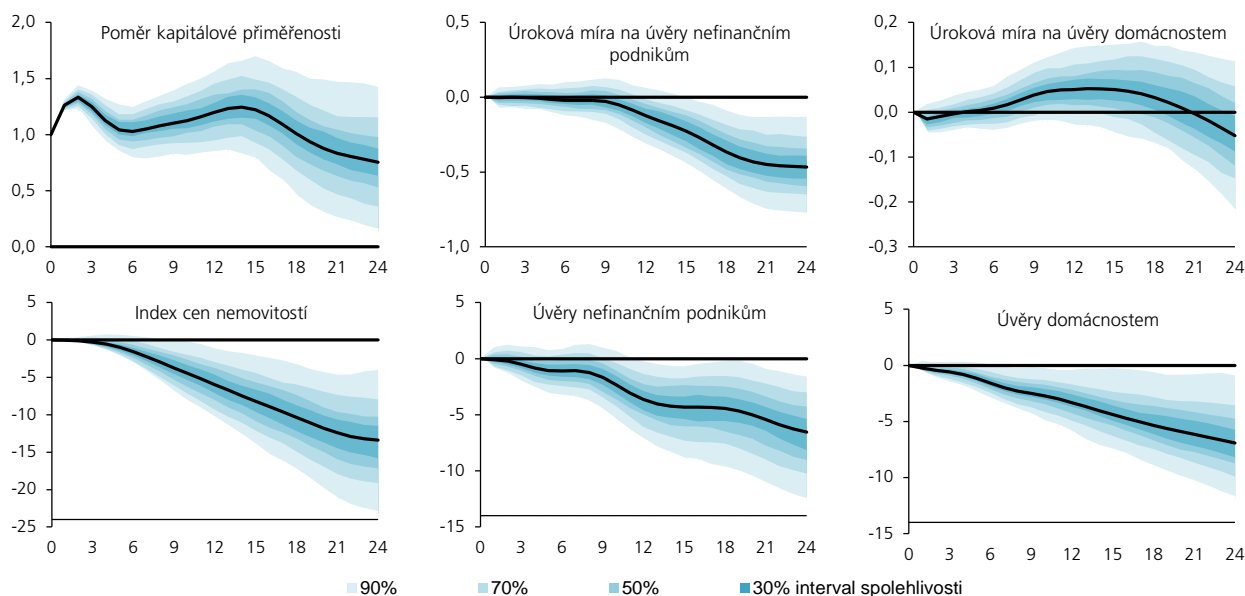 Poměr kapitálové přiměřenosti
2,0
1,5
1,0
0,5
0,0
0 3 6 9 12 15 18 21 24
Úroková míra na úvěry nefinančním
podnikům
0,5
0,0
-0,5
-1,0
0 3 6 9 12 15 18 21 24
Úroková míra na úvěry domácnostem
0,2
0,1
0,0
-0,1
-0,2
-0,3
0 3 6 9 12 15 18 21 24
Index cen nemovitostí
5
0
-5
-10
-15
-20
-25
0 3 6 9 12 15 18 21 24
Úvěry nefinančním podnikům
5
0
-5
-10
-15
0 3 6 9 12 15 18 21 24
Úvěry domácnostem
5
0
-5
-10
-15
0 3 6 9 12 15 18 21 24
90% 70% 50% 30% interval spolehlivosti